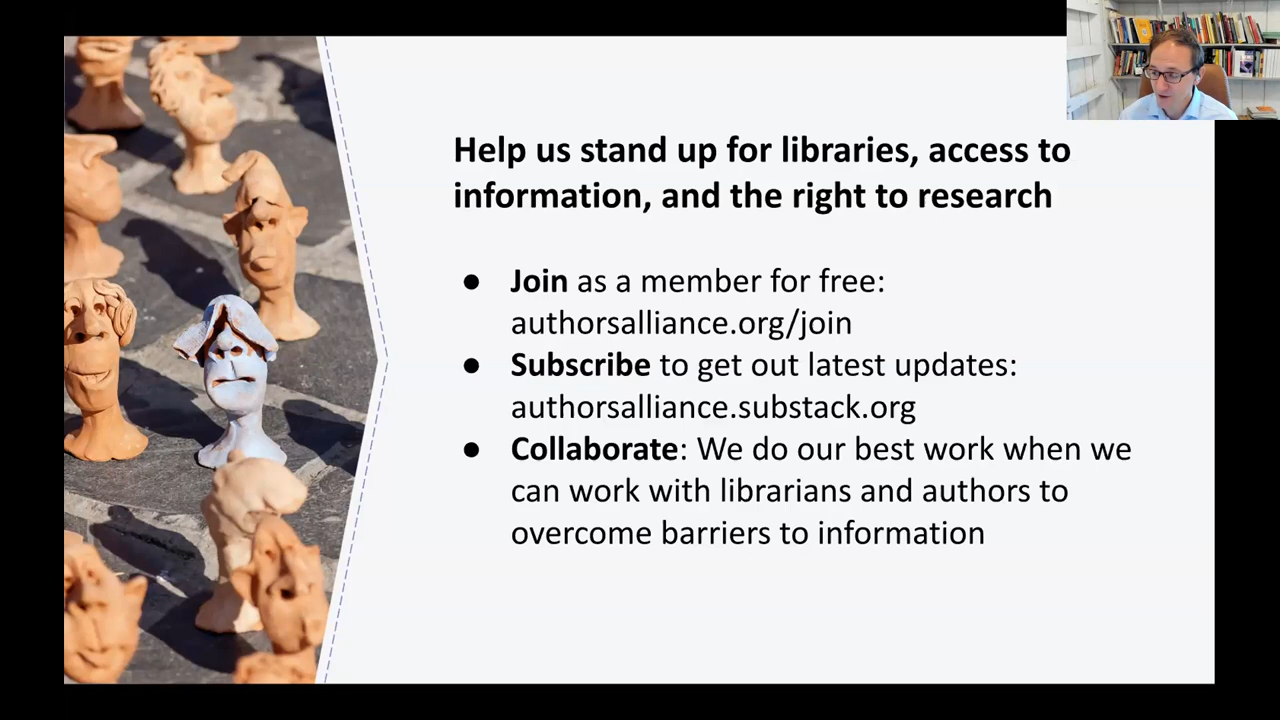 Help us stand up for libraries, access to
information, and the right to research
● Join as a member for free:
authorsalliance.org/join
● Subscribe to get out latest updates:
authorsalliance.substack.org
● Collaborate: We do our best work when we
can work with librarians and authors to
overcome barriers to information